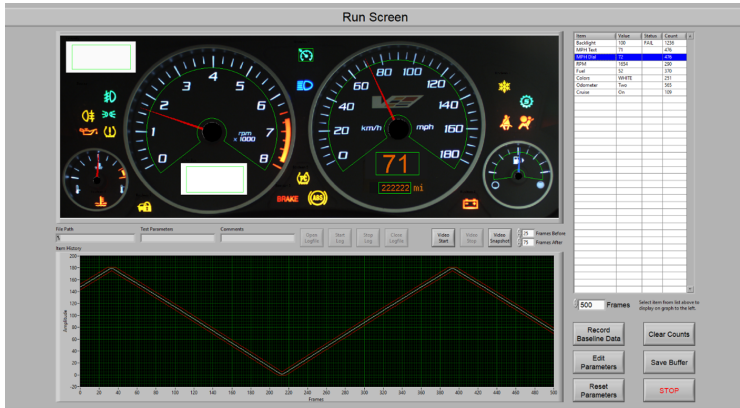 Run Screen
80 100
60 120
40 140
20 km/h mph 160
0 180
71
222222 mi
3 4 5
2 6
1 rpm 7
x 1000
0 8
BRAKE (ABS)
Item Value Status Count
Backlight 100 FAIL 1236
MPH Text 71 476
MPH Dial 72 476
RPM 1654 290
Fuel 52 370
Colors WHITE 231
Odometer Two 565
Cruise On 109
File Path Test Parameters Comments
Open Logfile
Start Log
Stop Log
Close Logfile
Video Start
Video Stop
Video Snapshot
25 Frames Before
75 Frames After
Item History
Amplitude
200
180
160
140
120
100
80
60
40
20
0
-20
0 20 40 60 80 100 120 140 160 180 200 220 240 260 280 300 320 340 360 380 400 420 440 460 480 500
Frames
500 Frames
Select item from list above to
display on graph to the left.
Record
Baseline Data
Clear Counts
Edit
Parameters
Save Buffer
Reset
Parameters
STOP